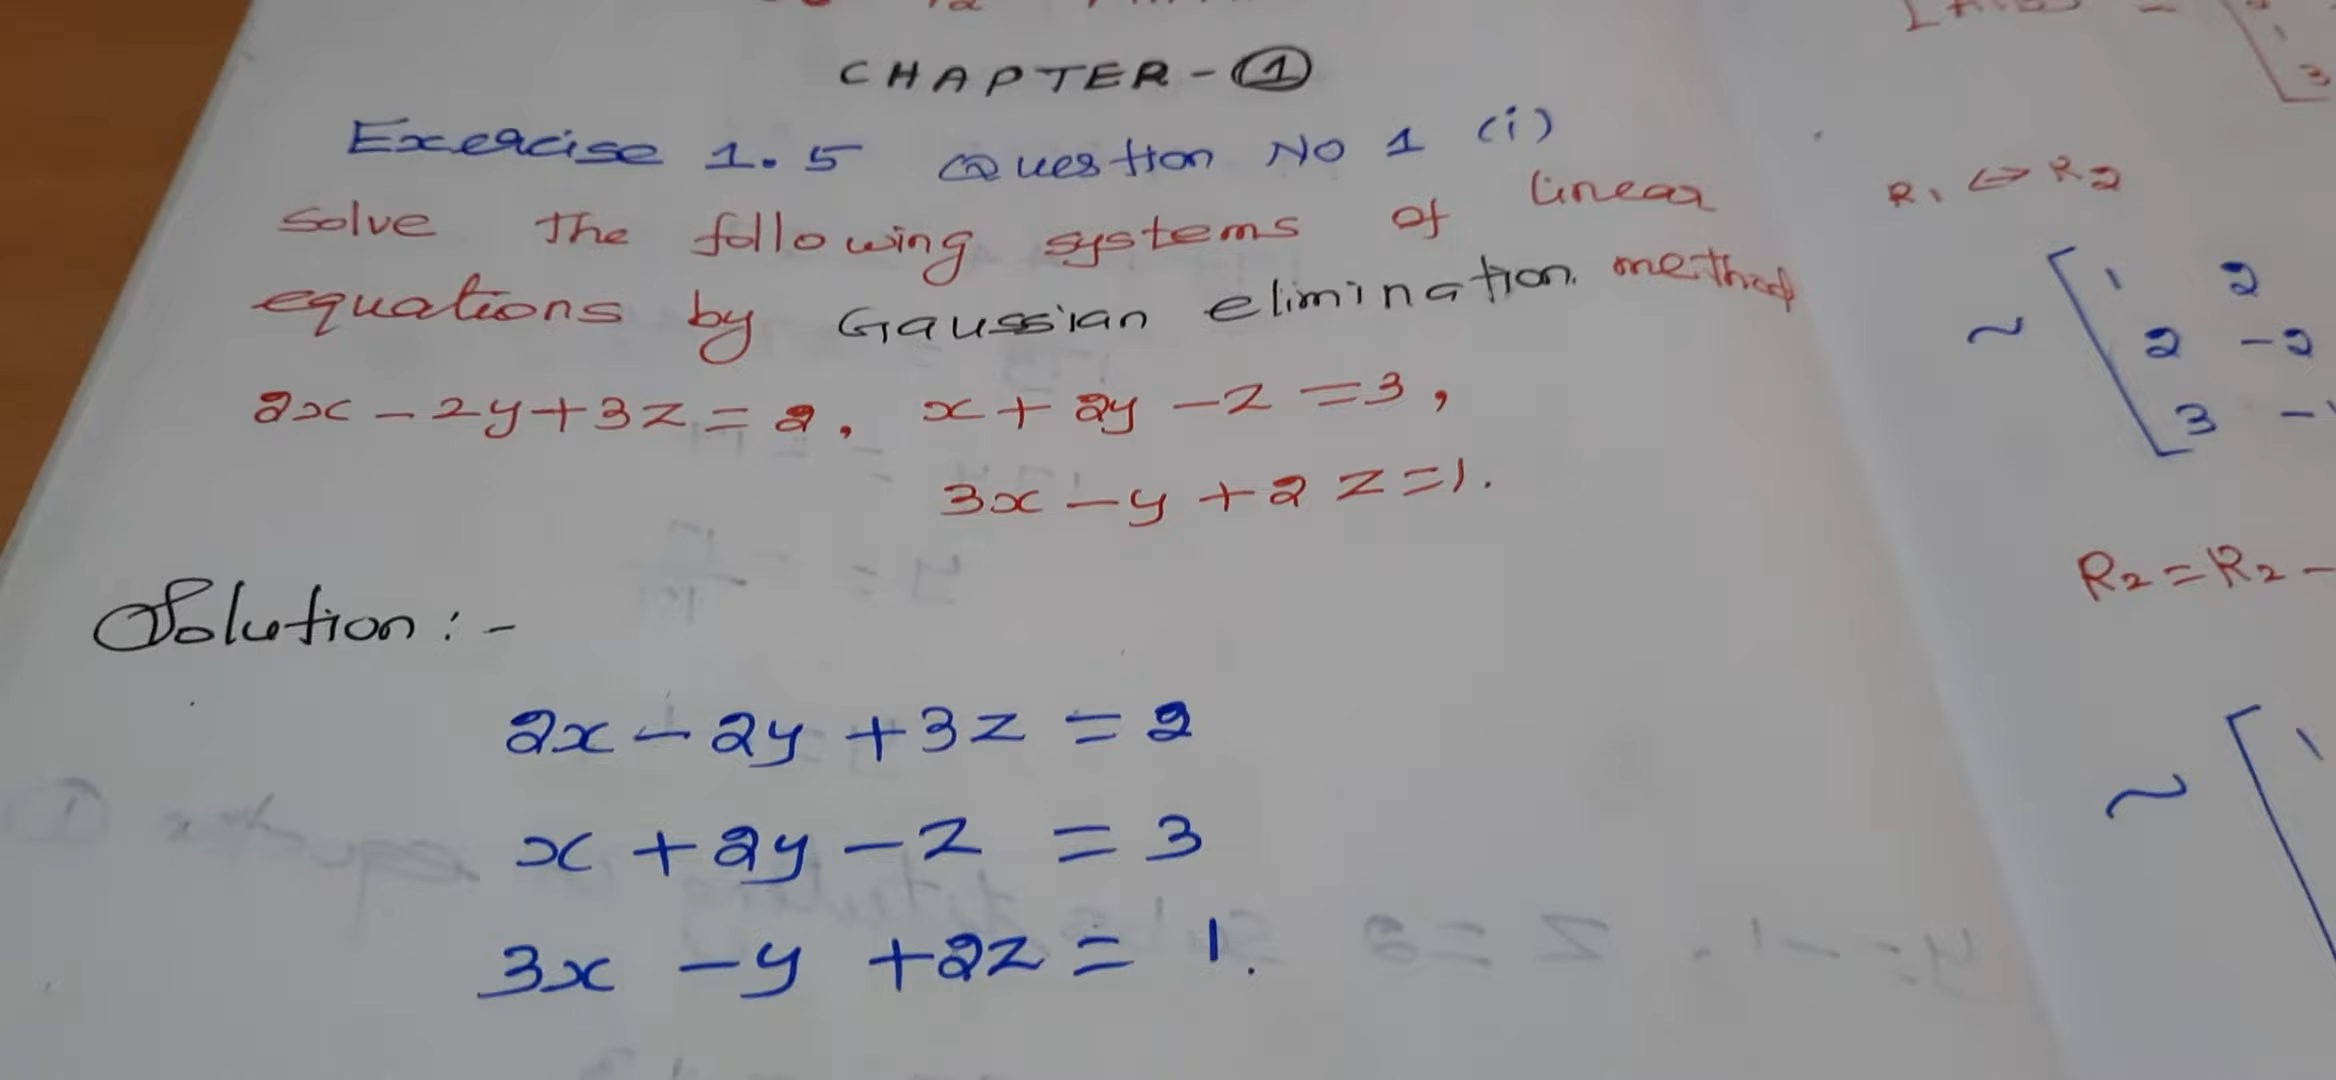 CHAPTER - 1
Exercise 1.5 Question No 1 (i)
Solve the following systems of linear
equations by Gaussian elimination method
2x - 2y + 3z = 2, x + 2y - z = 3,
3x - y + 2z = 1.
Solution :-
2x - 2y + 3z = 2
x + 2y - z = 3
3x - y + 2z = 1.
3
R1 ↔ R2
~ [ 1 2
2 -2
3 -
R2 = R2 -
~ [ 1